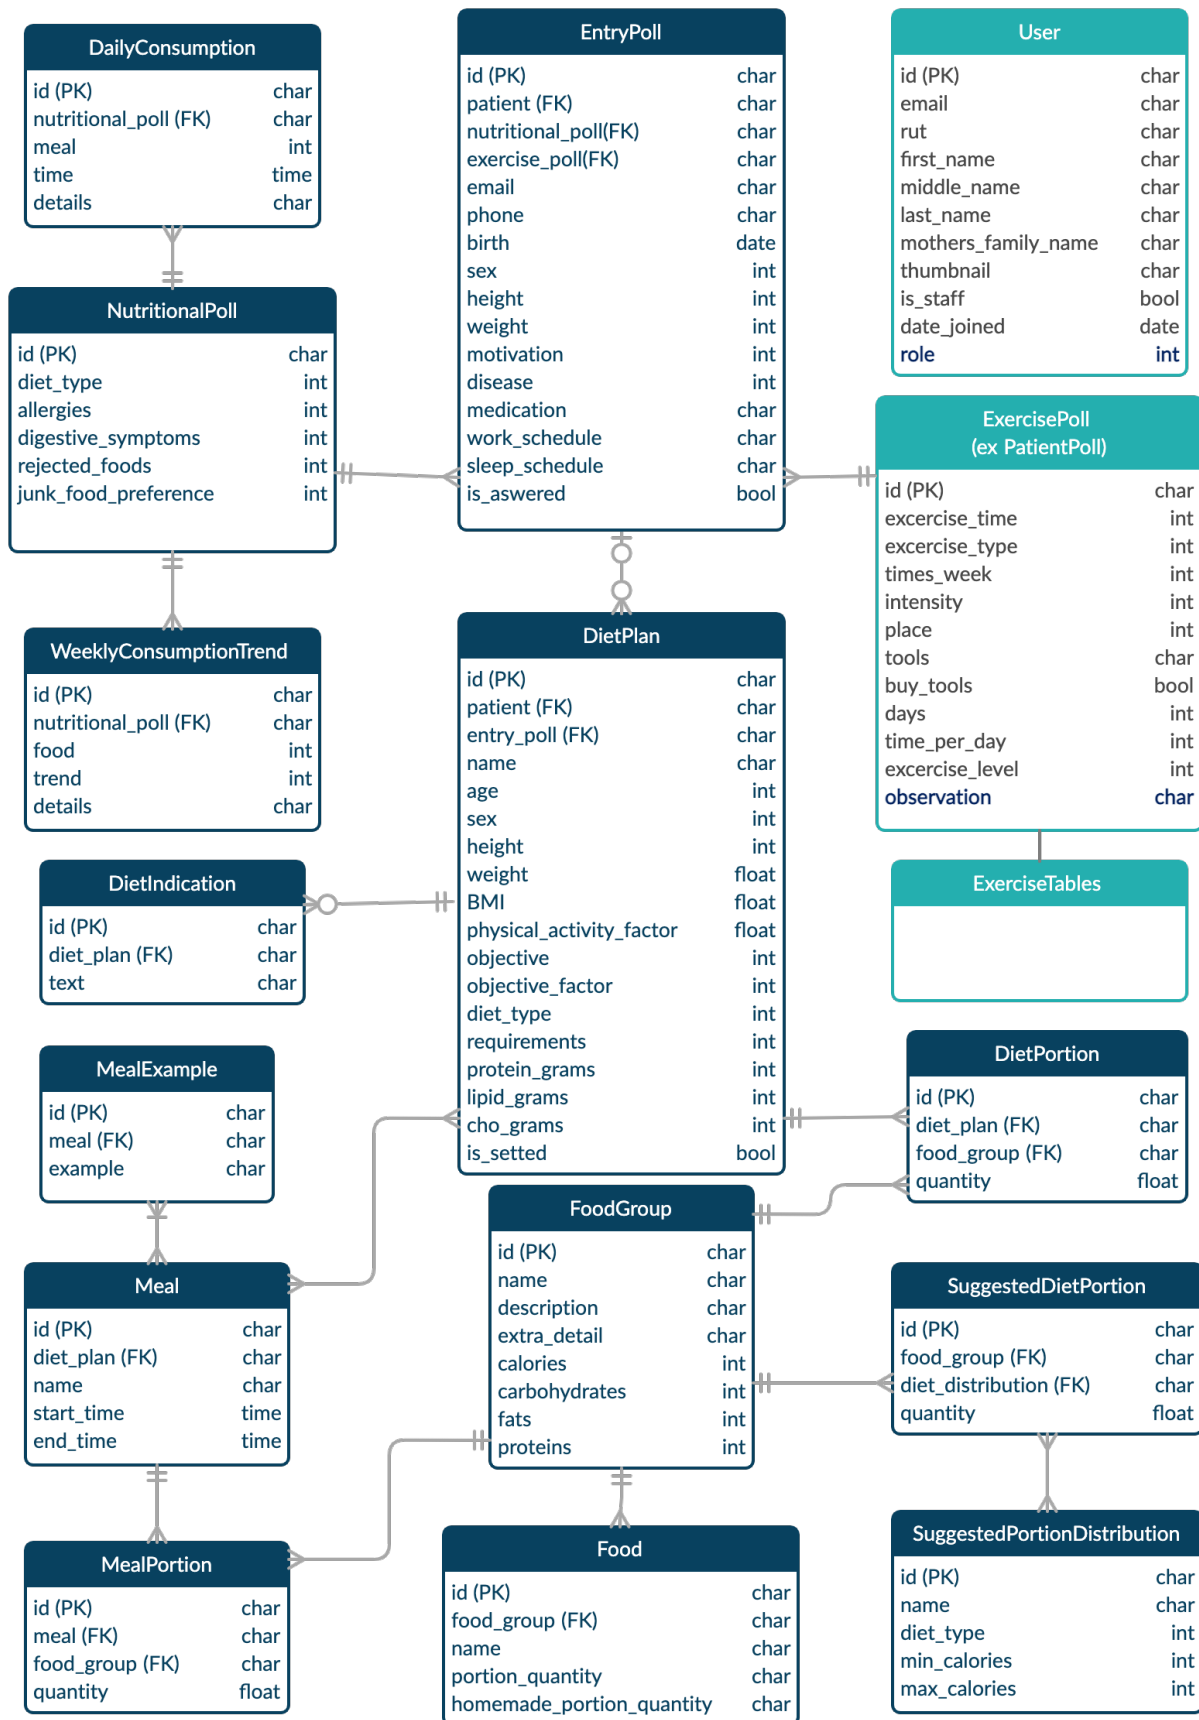 DailyConsumption
id (PK) char
nutritional_poll (FK) char
meal int
time time
details char
EntryPoll
id (PK) char
patient (FK) char
nutritional_poll(FK) char
exercise_poll(FK) char
email char
phone char
birth date
sex int
height int
weight int
motivation int
disease int
medication char
work_schedule char
sleep_schedule char
is_aswered bool
User
id (PK) char
email char
rut char
first_name char
middle_name char
last_name char
mothers_family_name char
thumbnail char
is_staff bool
date_joined date
role int
NutritionalPoll
id (PK) char
diet_type int
allergies int
digestive_symptoms int
rejected_foods int
junk_food_preference int
ExercisePoll
(ex PatientPoll)
id (PK) char
excercise_time int
excercise_type int
times_week int
intensity int
place int
tools char
buy_tools bool
days int
time_per_day int
excercise_level int
observation char
WeeklyConsumptionTrend
id (PK) char
nutritional_poll (FK) char
food int
trend int
details char
DietPlan
id (PK) char
patient (FK) char
entry_poll (FK) char
name char
age int
sex int
height int
weight float
BMI float
physical_activity_factor float
objective int
objective_factor int
diet_type int
requirements int
protein_grams int
lipid_grams int
cho_grams int
is_setted bool
DietIndication
id (PK) char
diet_plan (FK) char
text char
ExerciseTables
MealExample
id (PK) char
meal (FK) char
example char
DietPortion
id (PK) char
diet_plan (FK) char
food_group (FK) char
quantity float
FoodGroup
id (PK) char
name char
description char
extra_detail char
calories int
carbohydrates int
fats int
proteins int
Meal
id (PK) char
diet_plan (FK) char
name char
start_time time
end_time time
SuggestedDietPortion
id (PK) char
food_group (FK) char
diet_distribution (FK) char
quantity float
MealPortion
id (PK) char
meal (FK) char
food_group (FK) char
quantity float
Food
id (PK) char
food_group (FK) char
name char
portion_quantity char
homemade_portion_quantity char
SuggestedPortionDistribution
id (PK) char
name char
diet_type int
min_calories int
max_calories int